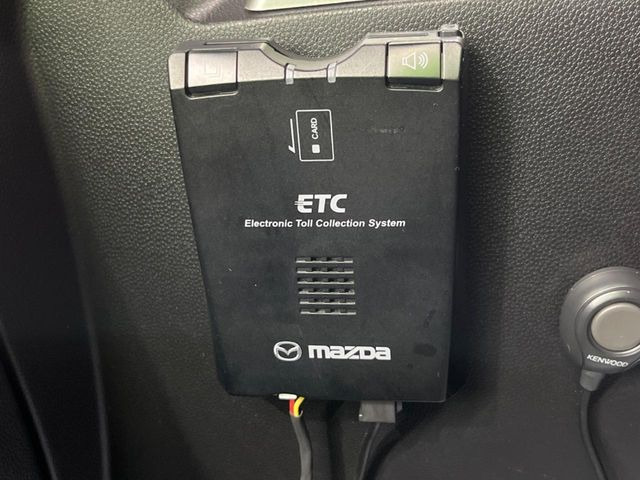 CARD
ETC
Electronic Toll Collection System
mazda
KENWOOD